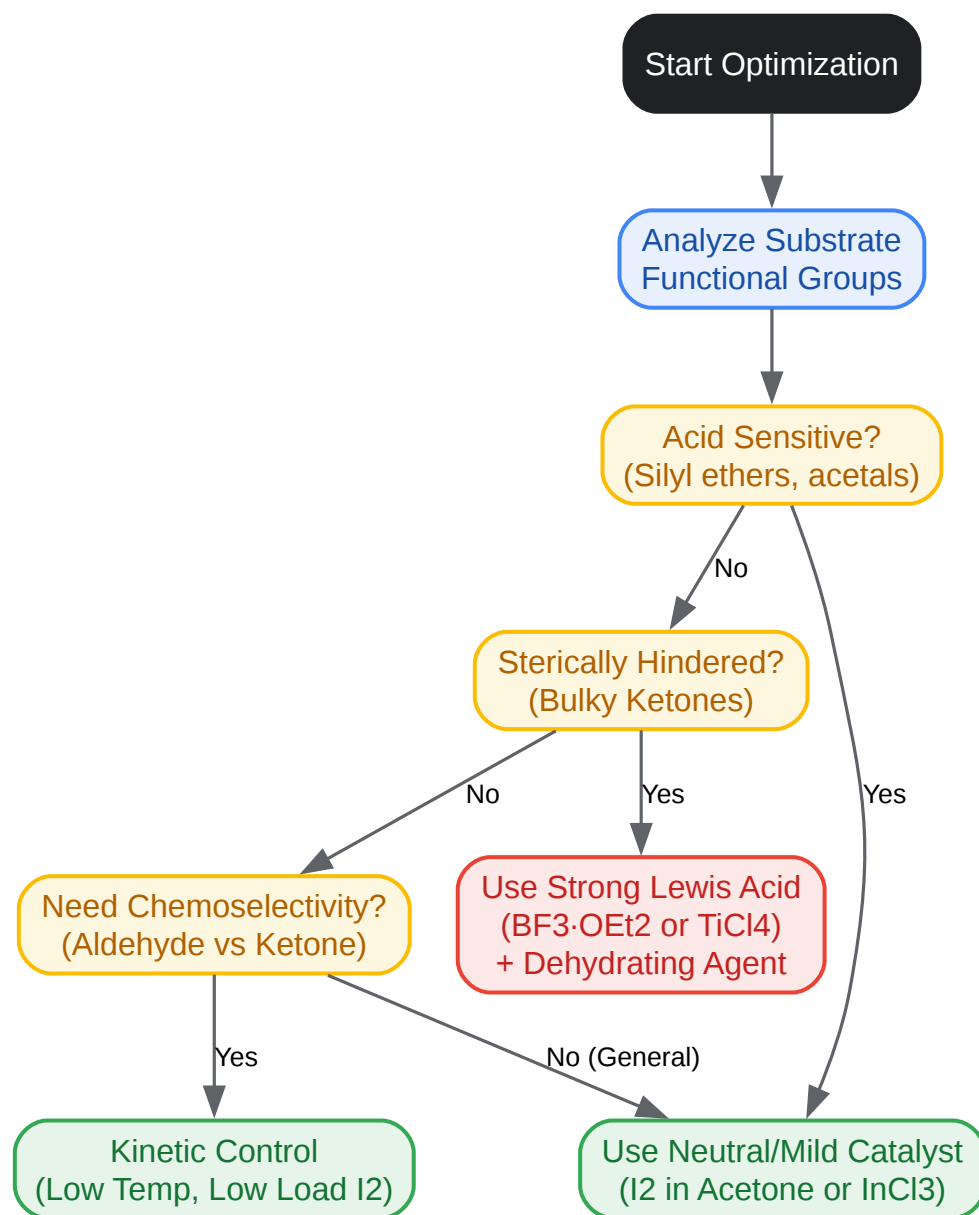 Start Optimization
Analyze Substrate
Functional Groups
Acid Sensitive?
(Silyl ethers, acetals)
No
Sterically Hindered?
(Bulky Ketones)
No
Yes
Yes
Need Chemoselectivity?
(Aldehyde vs Ketone)
Use Strong Lewis Acid
(BF3·OEt2 or TiCl4)
+ Dehydrating Agent
Yes
No (General)
Kinetic Control
(Low Temp, Low Load I2)
Use Neutral/Mild Catalyst
(I2 in Acetone or InCl3)